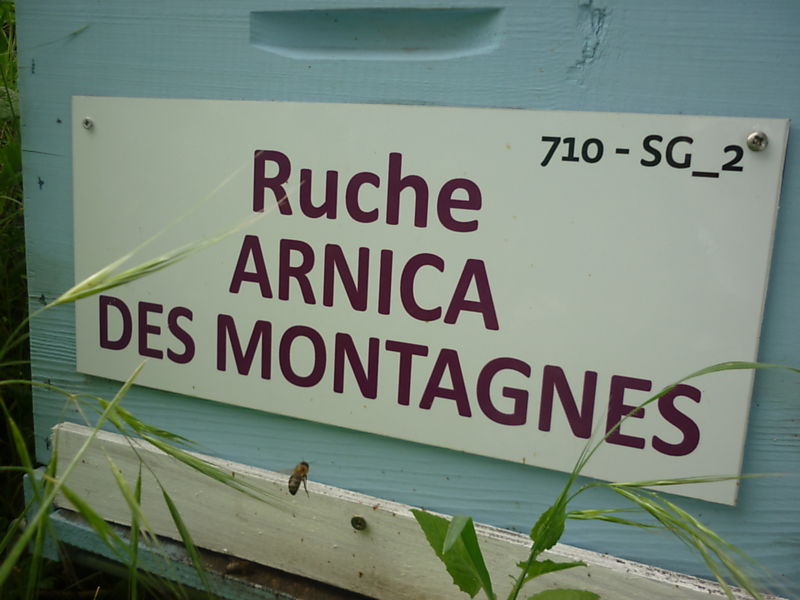 710 - SG_2
Ruche
ARNICA
DES MONTAGNES